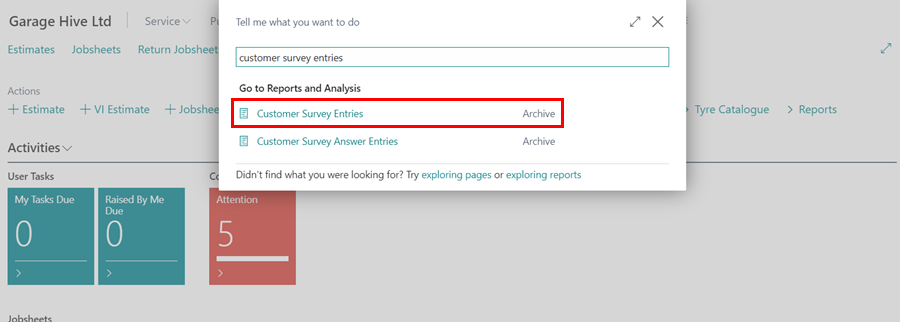 Garage Hive Ltd
Service
Tell me what you want to do
Estimates
Jobsheets
Return Jobsheet
customer survey entries
Actions
Go to Reports and Analysis
+ Estimate
+ VI Estimate
+ Jobshe
Customer Survey Entries
Archive
Tyre Catalogue
Reports
Customer Survey Answer Entries
Archive
Activities
Didn't find what you were looking for? Try exploring pages or exploring reports
User Tasks
My Tasks Due
0
Raised By Me Due
0
Attention
5
Jobsheets